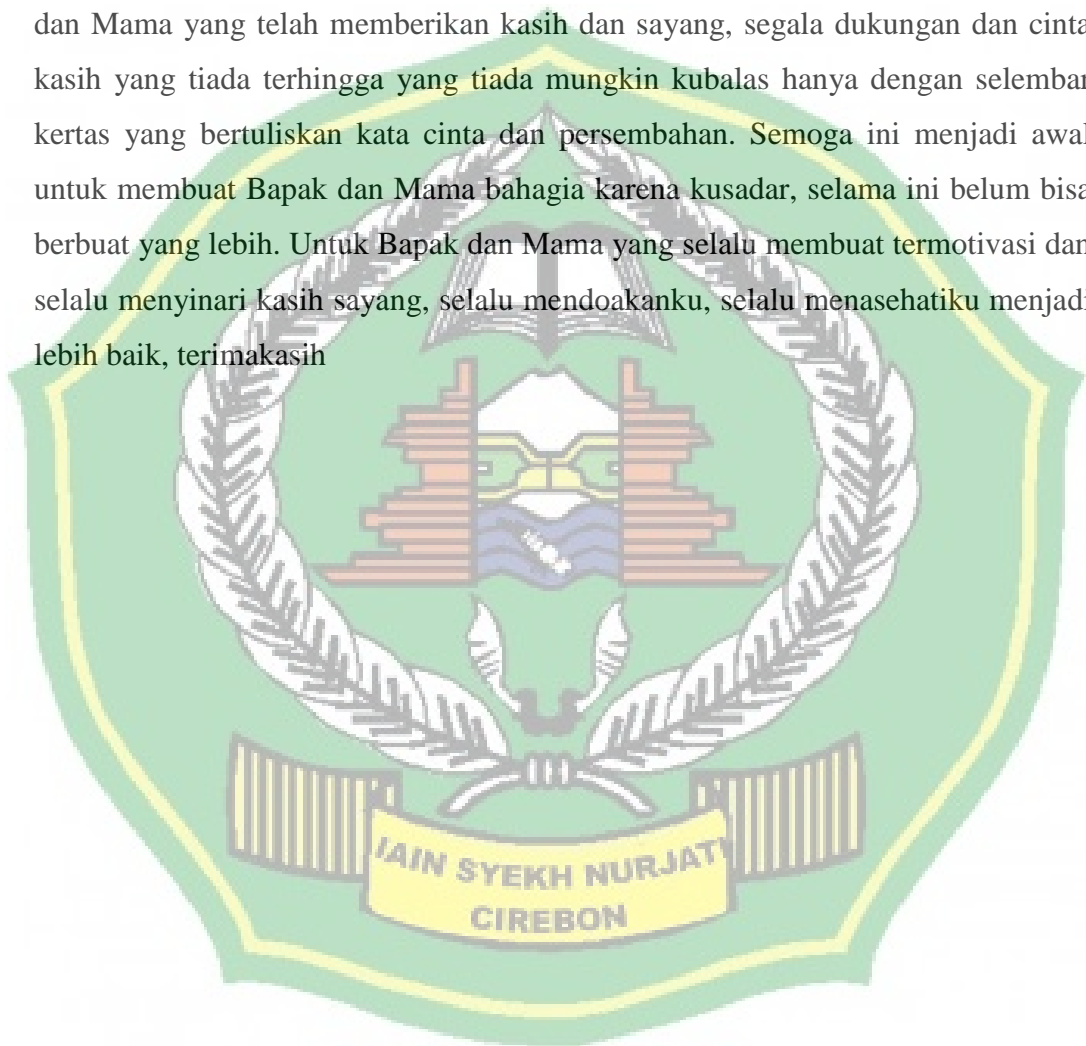 dan Mama yang telah memberikan kasih dan sayang, segala dukungan dan cinta
kasih yang tiada terhingga yang tiada mungkin kubalas hanya dengan selembar
kertas yang bertuliskan kata cinta dan persembahan. Semoga ini menjadi awal
untuk membuat Bapak dan Mama bahagia karena kusadar, selama ini belum bisa
berbuat yang lebih. Untuk Bapak dan Mama yang selalu membuat termotivasi dan
selalu menyinari kasih sayang, selalu mendoakanku, selalu menasehatiku menjadi
lebih baik, terimakasih
IAIN SYEKH NURJATI
CIREBON